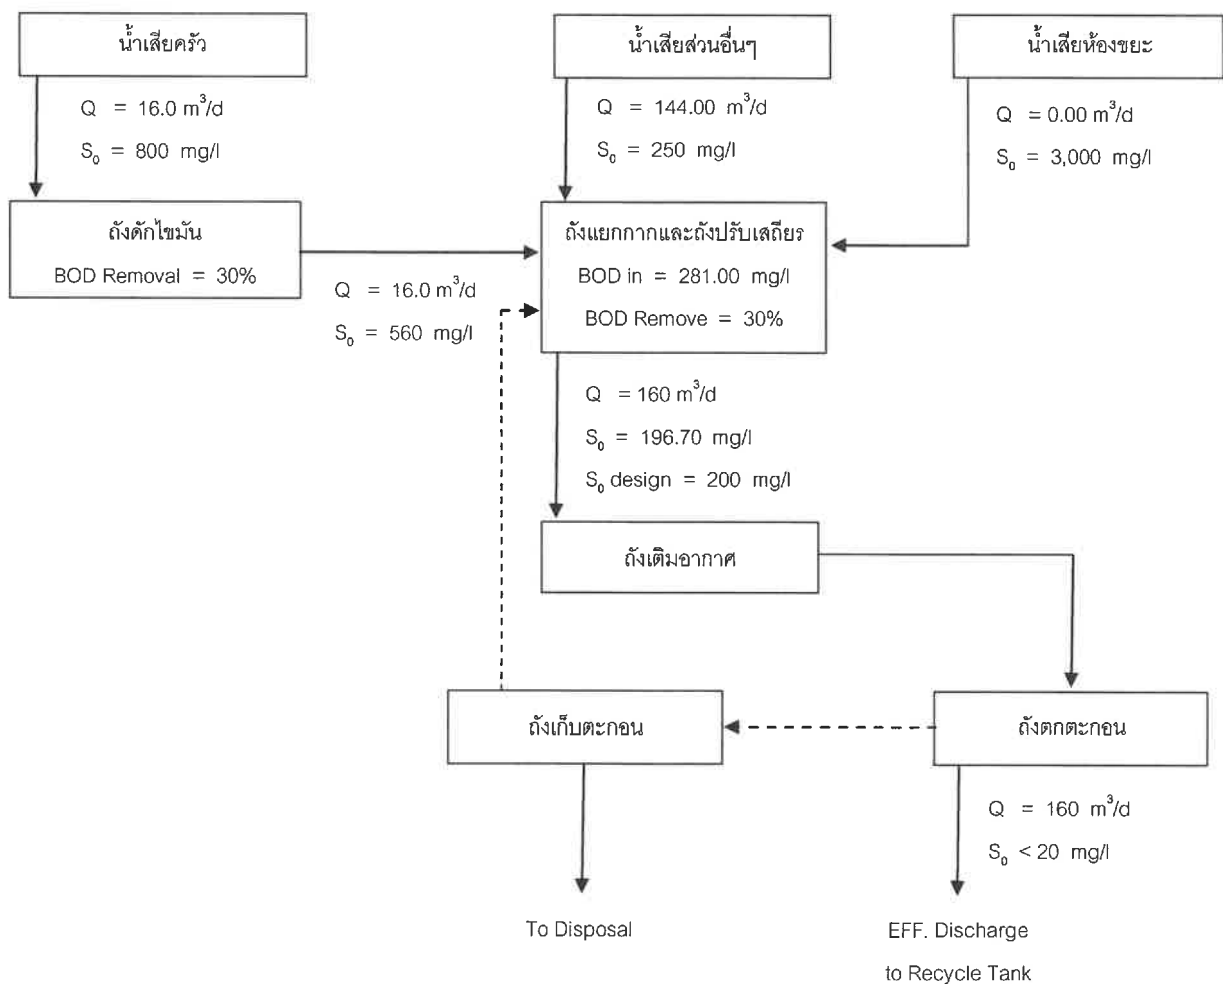 น้ำเสียครัว
น้ำเสียส่วนอื่นๆ
น้ำเสียห้องขยะ
Q = 16.0 m³/d
S₀ = 800 mg/l
Q = 144.00 m³/d
S₀ = 250 mg/l
Q = 0.00 m³/d
S₀ = 3,000 mg/l
ถังดักไขมัน
BOD Removal = 30%
Q = 16.0 m³/d
S₀ = 560 mg/l
ถังแยกกากและถังปรับเสถียร
BOD in = 281.00 mg/l
BOD Remove = 30%
Q = 160 m³/d
S₀ = 196.70 mg/l
S₀ design = 200 mg/l
ถังเติมอากาศ
ถังเก็บตะกอน
ถังตกตะกอน
Q = 160 m³/d
S₀ < 20 mg/l
To Disposal
EFF. Discharge
to Recycle Tank